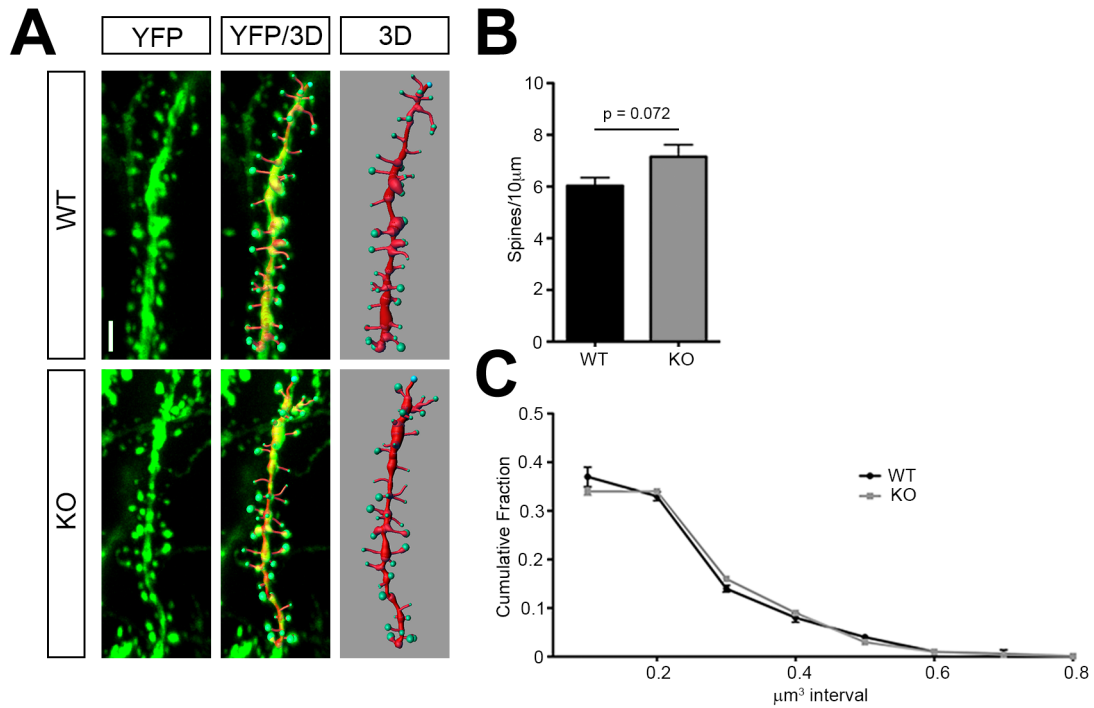 A
YFP
YFP/3D
3D
WT
KO
B
10
8
6
4
2
0
Spines/10μm
p = 0.072
WT
KO
C
0.5
0.4
0.3
0.2
0.1
0
Cumulative Fraction
WT
KO
0.2
0.4
0.6
0.8
μm³ interval